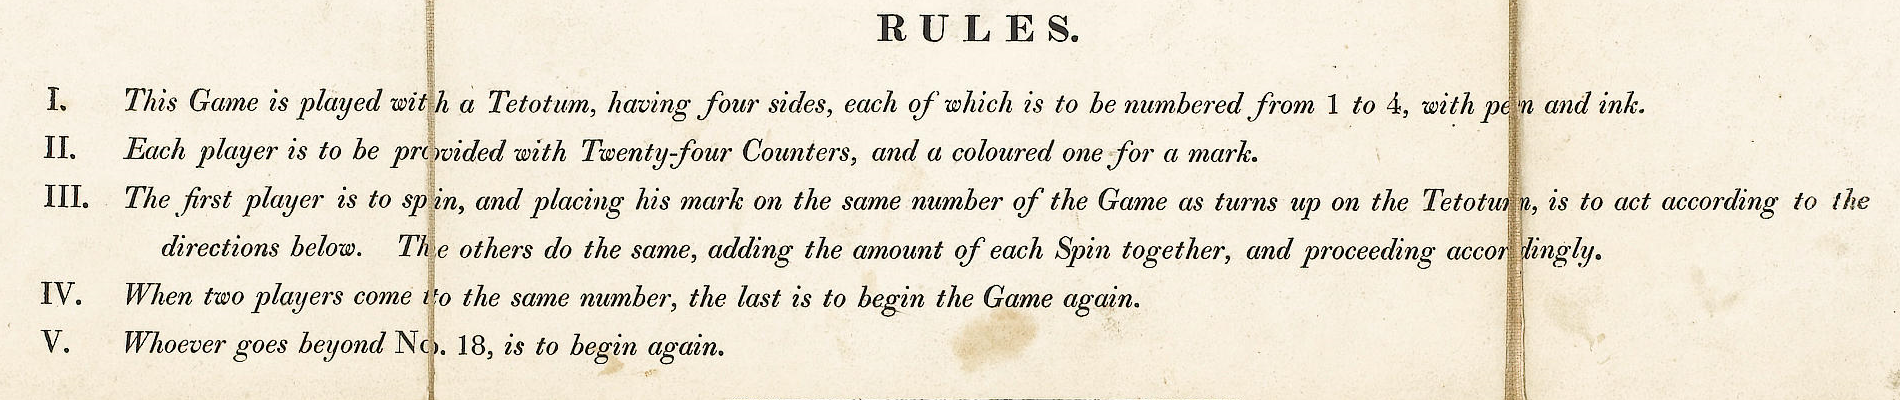 RULES.
I. This Game is played with a Tetotum, having four sides, each of which is to be numbered from 1 to 4, with pen and ink.
II. Each player is to be provided with Twenty-four Counters, and a coloured one for a mark.
III. The first player is to spin, and placing his mark on the same number of the Game as turns up on the Tetotum, is to act according to the
directions below. The others do the same, adding the amount of each Spin together, and proceeding accordingly.
IV. When two players come to the same number, the last is to begin the Game again.
V. Whoever goes beyond No. 18, is to begin again.